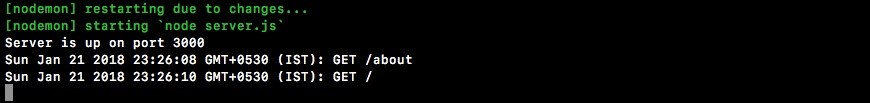 [nodemon] restarting due to changes...
[nodemon] starting `node server.js`
Server is up on port 3000
Sun Jan 21 2018 23:26:08 GMT+0530 (IST): GET /about
Sun Jan 21 2018 23:26:10 GMT+0530 (IST): GET /